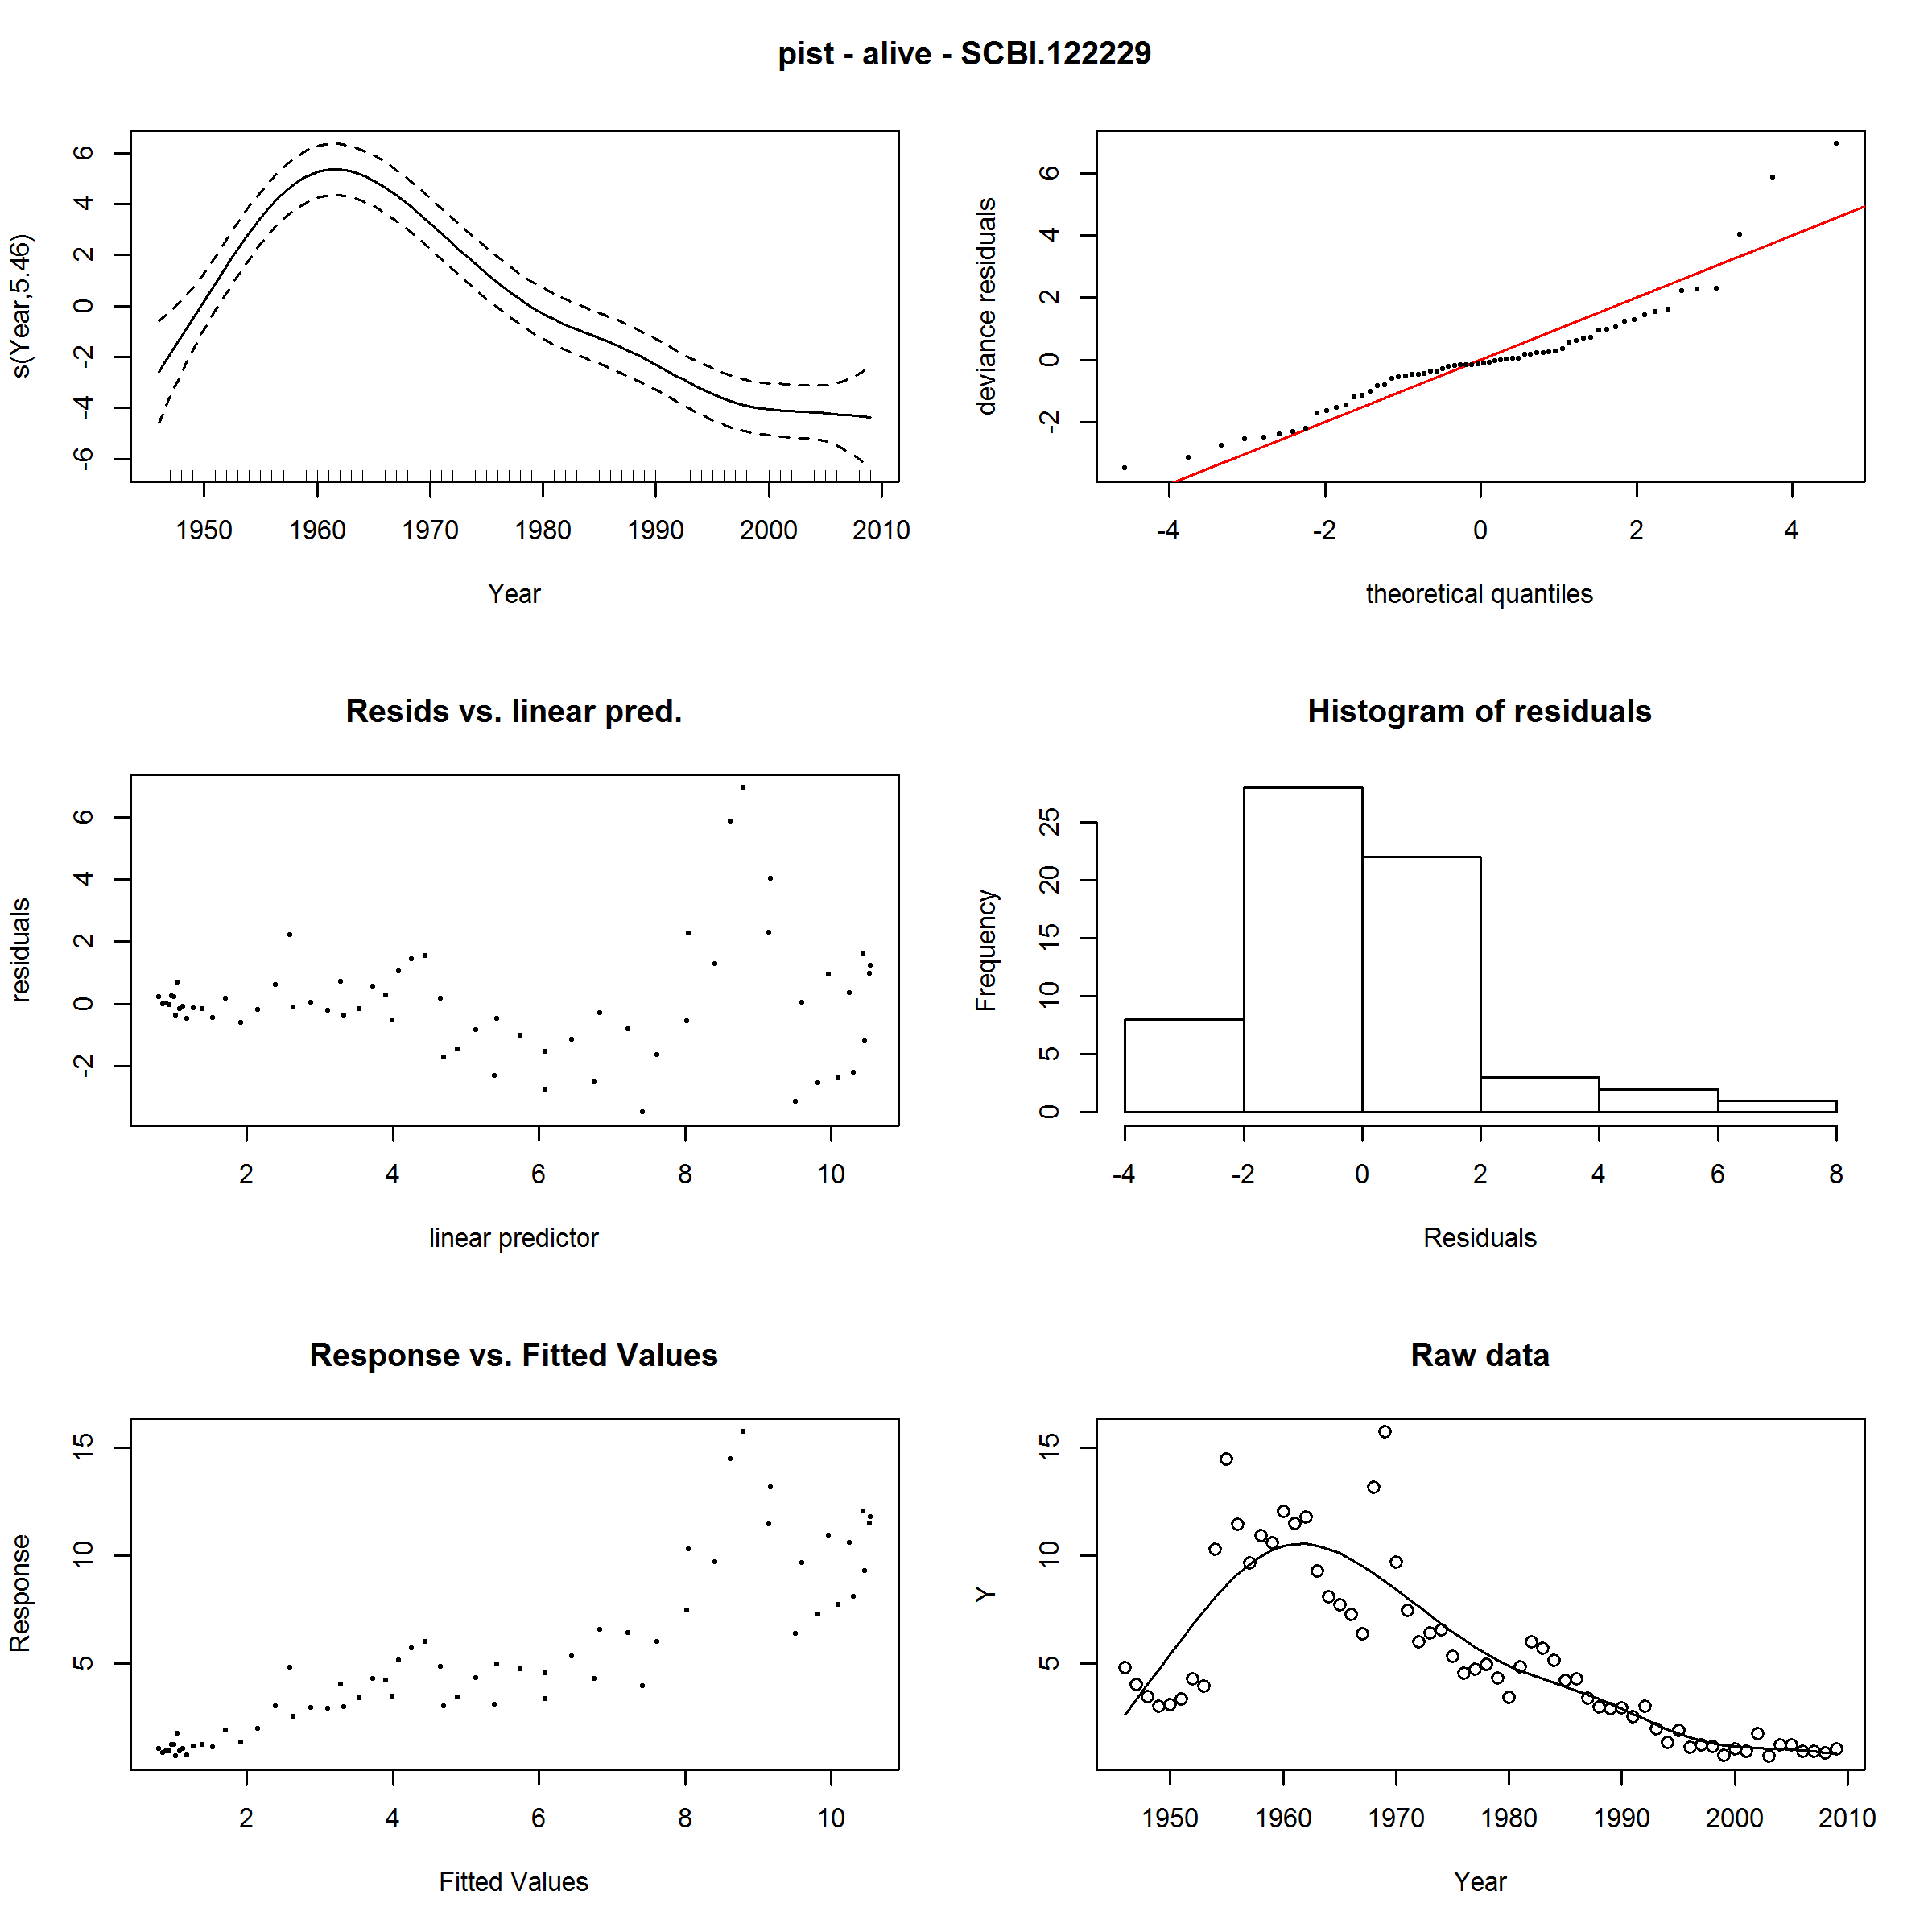 pist - alive - SCBI.122229
s(Year,5.46)
6
4
2
0
-2
-4
-6
1950 1960 1970 1980 1990 2000 2010
Year
deviance residuals
6
4
2
0
-2
-4 -2 0 2 4
theoretical quantiles
Resids vs. linear pred.
residuals
6
4
2
0
-2
2 4 6 8 10
linear predictor
Histogram of residuals
Frequency
25
20
15
10
5
0
-4 -2 0 2 4 6 8
Residuals
Response vs. Fitted Values
Response
15
10
5
2 4 6 8 10
Fitted Values
Raw data
Y
15
10
5
1950 1960 1970 1980 1990 2000 2010
Year